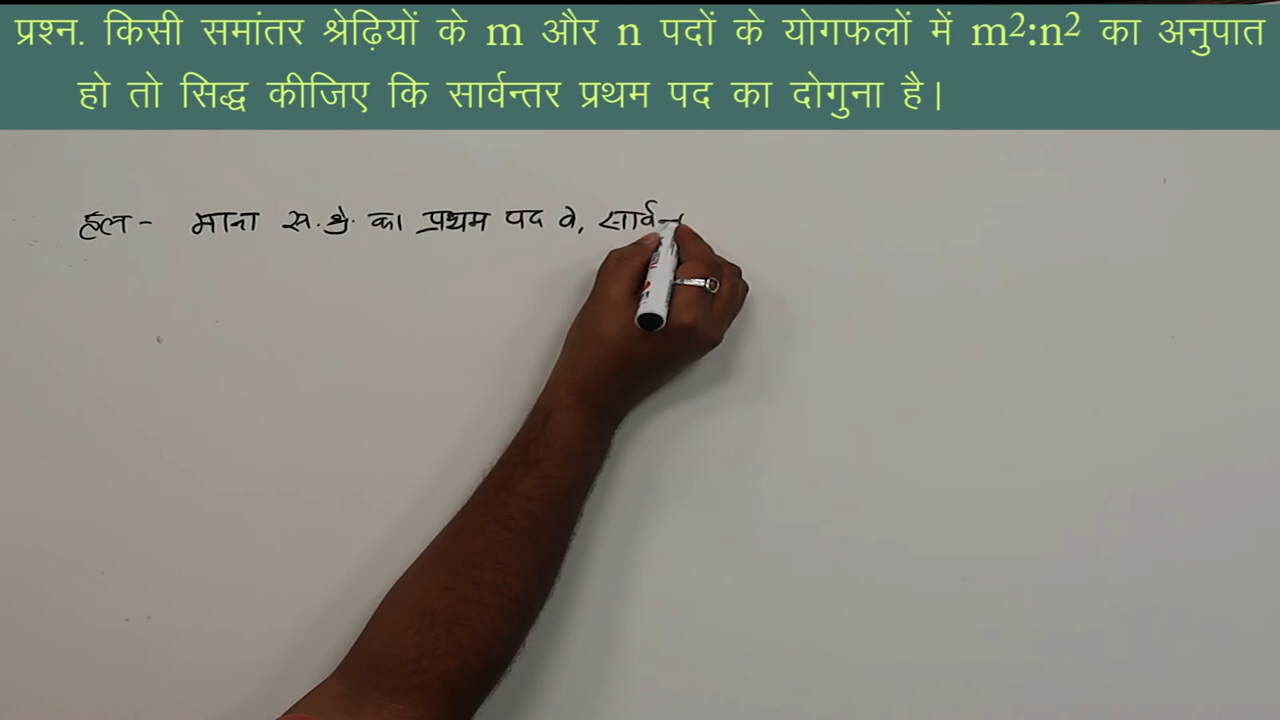 प्रश्न. किसी समांतर श्रेढ़ियों के m और n पदों के योगफलों में m2:n2 का अनुपात
हो तो सिद्ध कीजिए कि सार्वन्तर प्रथम पद का दोगुना है।
हल- माना स.श्रे. का प्रथम पद